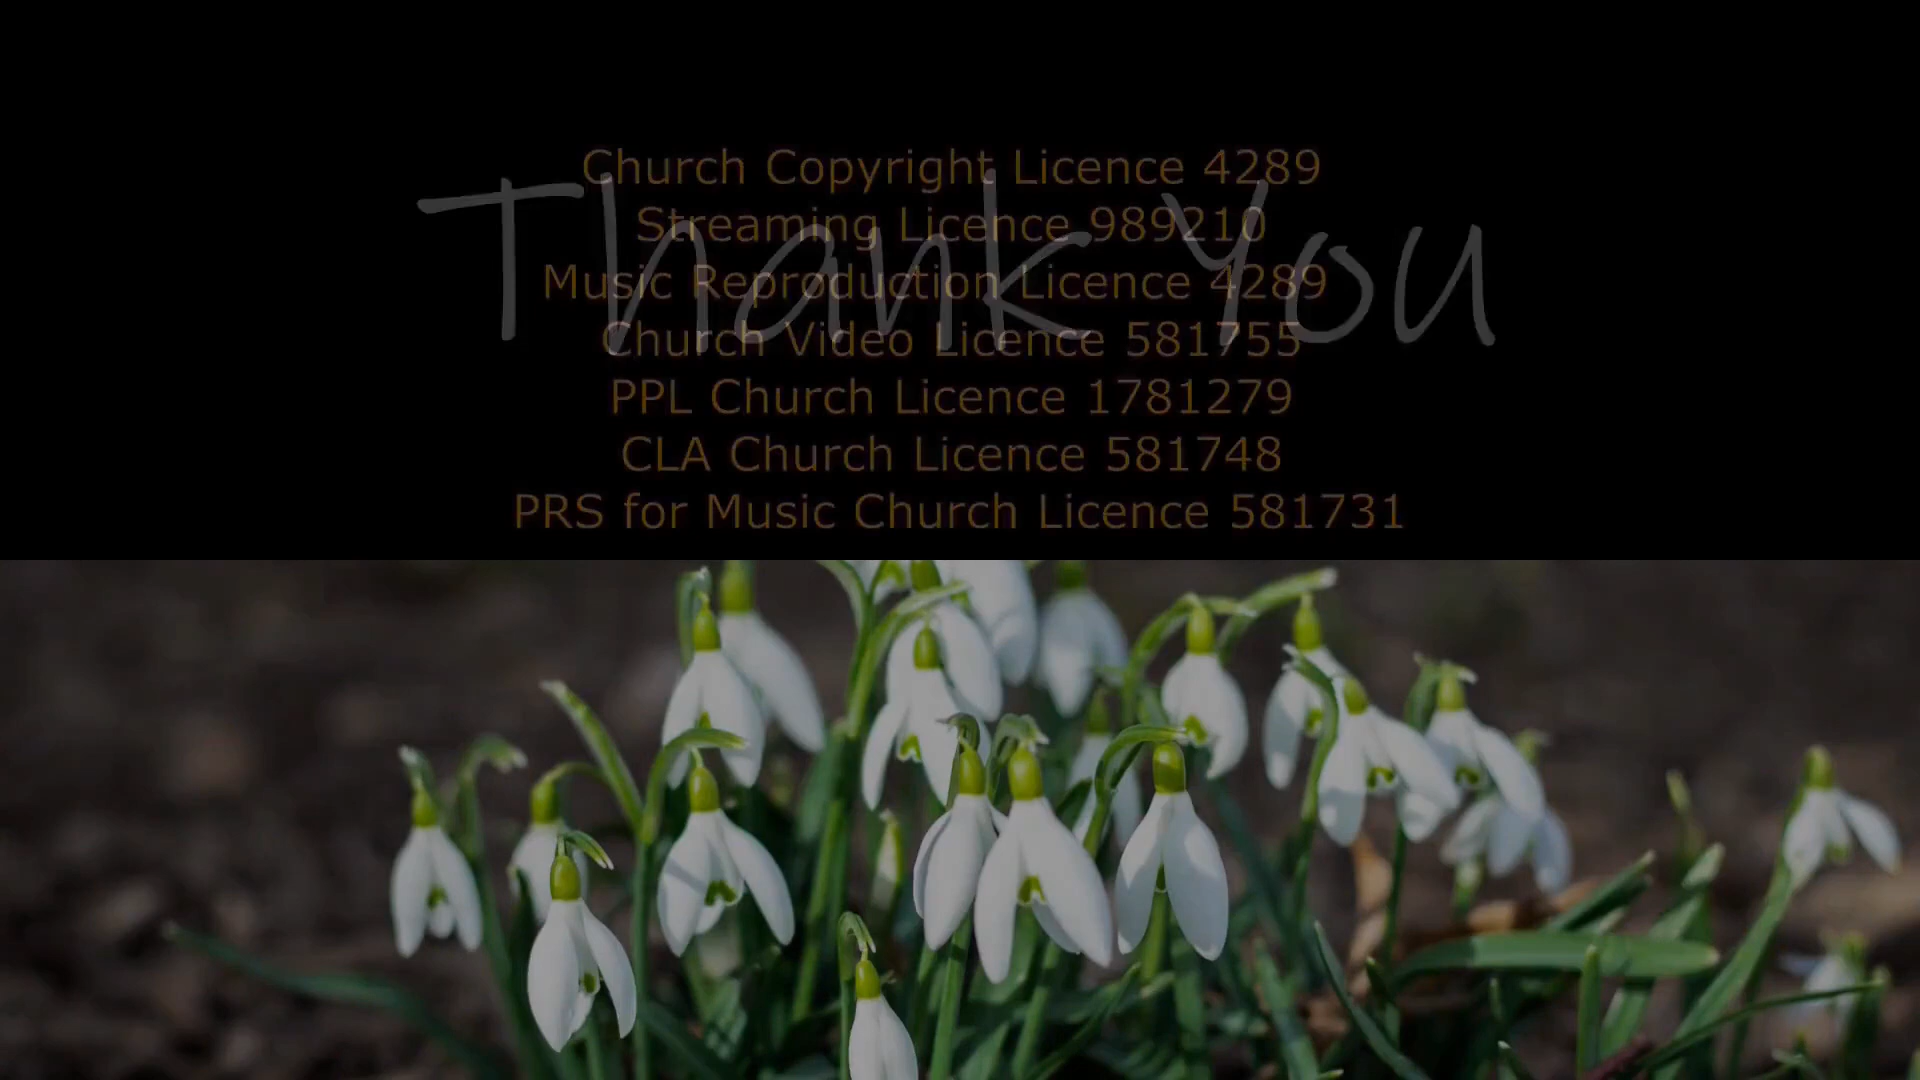 Church Copyright Licence 4289
Thank You
Streaming Licence 989210
Music Reproduction Licence 4289
Church Video Licence 581755
PPL Church Licence 1781279
CLA Church Licence 581748
PRS for Music Church Licence 581731